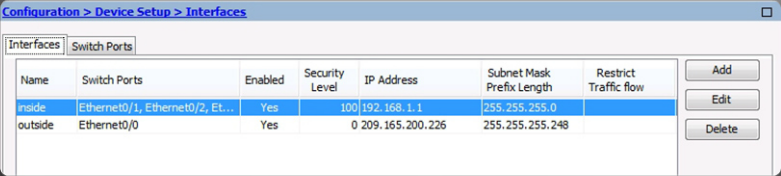 Configuration > Device Setup > Interfaces
Interfaces Switch Ports
Name Switch Ports Enabled Security Level IP Address Subnet Mask Prefix Length Restrict Traffic flow
Add
inside Ethernet0/1, Ethernet0/2, Et... Yes 100 192.168.1.1 255.255.255.0
Edit
outside Ethernet0/0 Yes 0 209.165.200.226 255.255.255.248
Delete